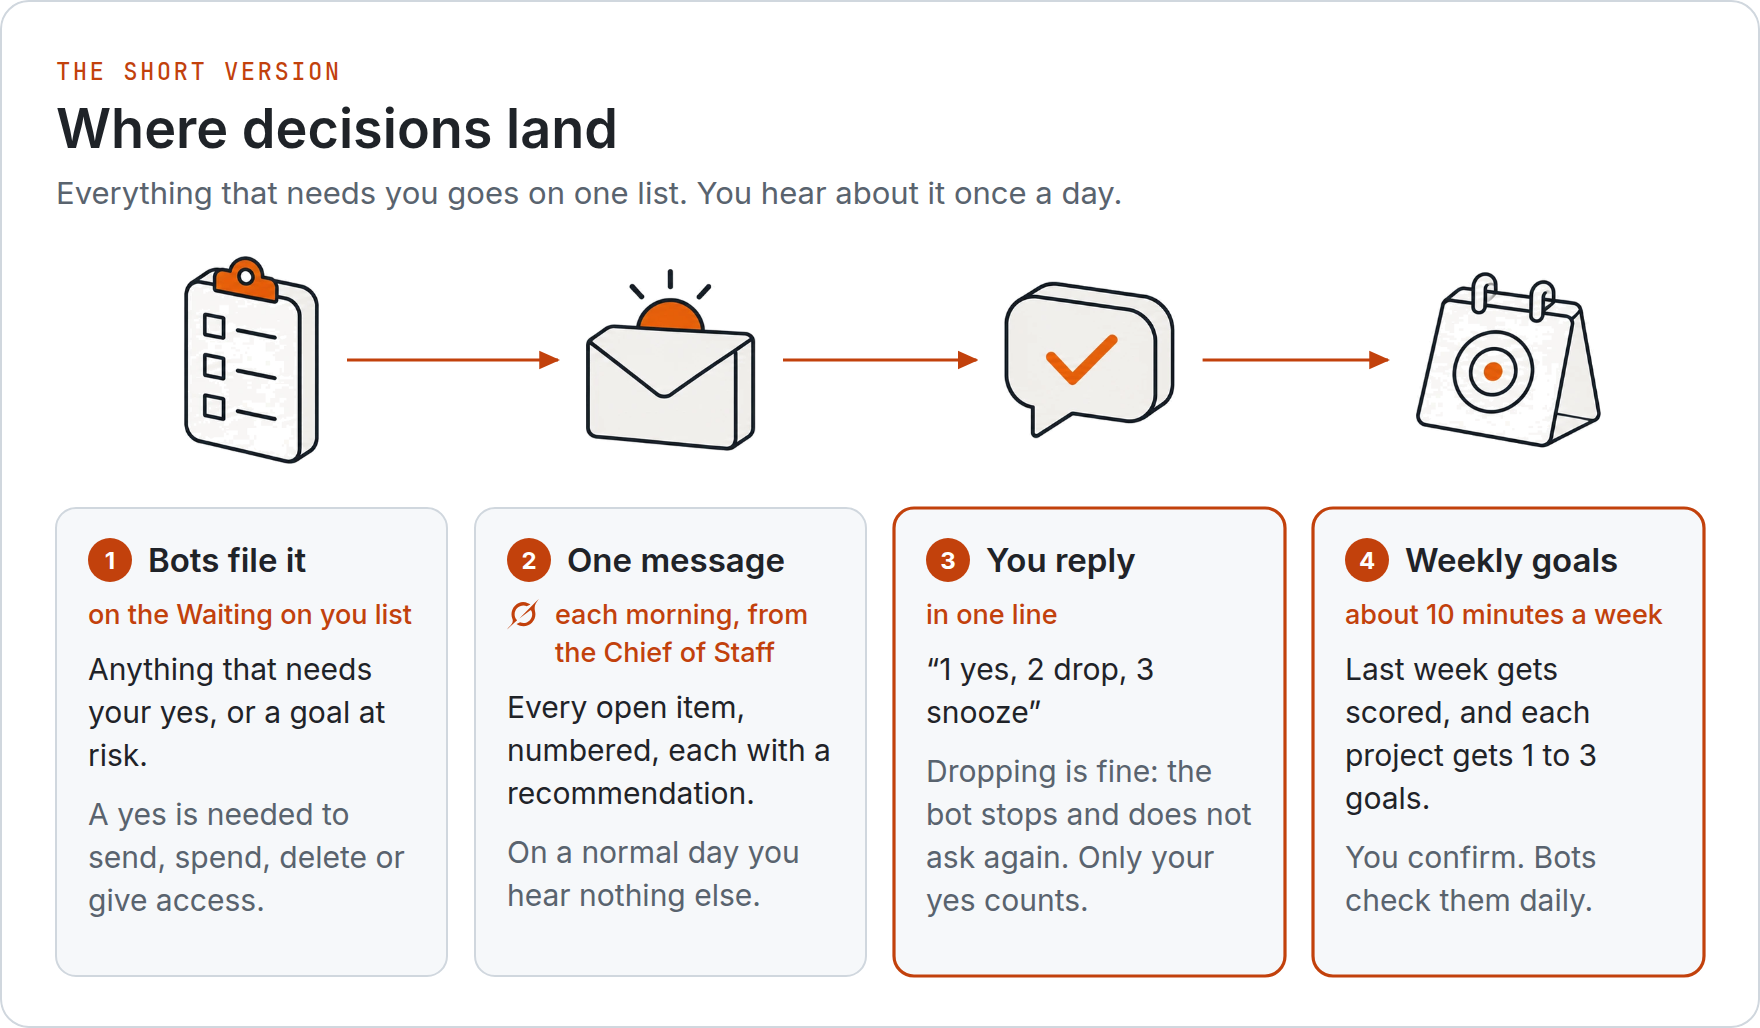 THE SHORT VERSION
Where decisions land
Everything that needs you goes on one list. You hear about it once a day.
1 Bots file it
on the Waiting on you list
Anything that needs
your yes, or a goal at
risk.
A yes is needed to
send, spend, delete or
give access.
2 One message
each morning, from
the Chief of Staff
Every open item,
numbered, each with a
recommendation.
On a normal day you
hear nothing else.
3 You reply
in one line
“1 yes, 2 drop, 3
snooze”
Dropping is fine: the
bot stops and does not
ask again. Only your
yes counts.
4 Weekly goals
about 10 minutes a week
Last week gets
scored, and each
project gets 1 to 3
goals.
You confirm. Bots
check them daily.